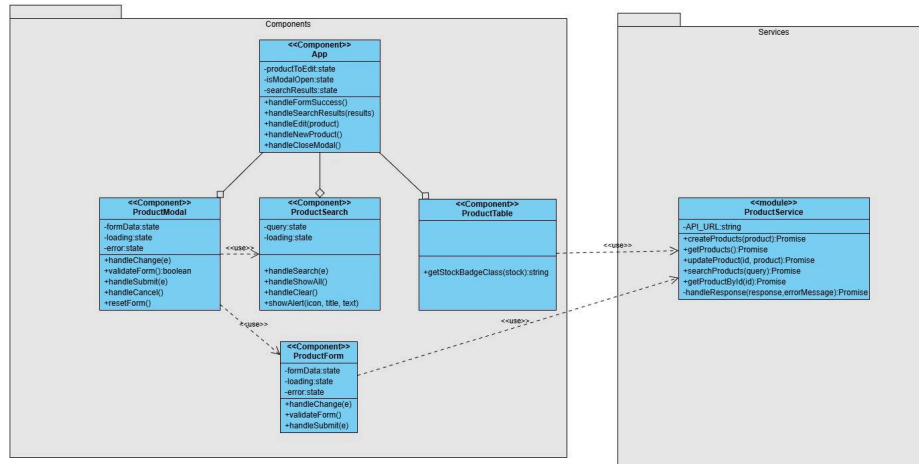 Components
<<Component>>
App
-productToEdit:state
-isModalOpen:state
-searchResults:state
+handleFormSuccess()
+handleSearchResults(results)
+handleEdit(product)
+handleNewProduct()
+handleCloseModal()
<<Component>>
ProductModal
-formData:state
-loading:state
-error:state
+handleChange(e)
+validateForm():boolean
+handleSubmit(e)
+handleCancel()
+resetForm()
<<use>>
<<Component>>
ProductSearch
-query:state
-loading:state
+handleSearch(e)
+handleShowAll()
+handleClear()
+showAlert(icon, title, text)
<<Component>>
ProductTable
+getStockBadgeClass(stock):string
<<use>>
<<use>>
<<Component>>
ProductForm
-formData:state
-loading:state
-error:state
+handleChange(e)
+validateForm()
+handleSubmit(e)
<<use>>
Services
<<module>>
ProductService
-API_URL:string
+createProducts(product):Promise
+getProducts():Promise
+updateProduct(id, product):Promise
+searchProducts(query):Promise
+getProductById(id):Promise
-handleResponse(response,errorMessage):Promise